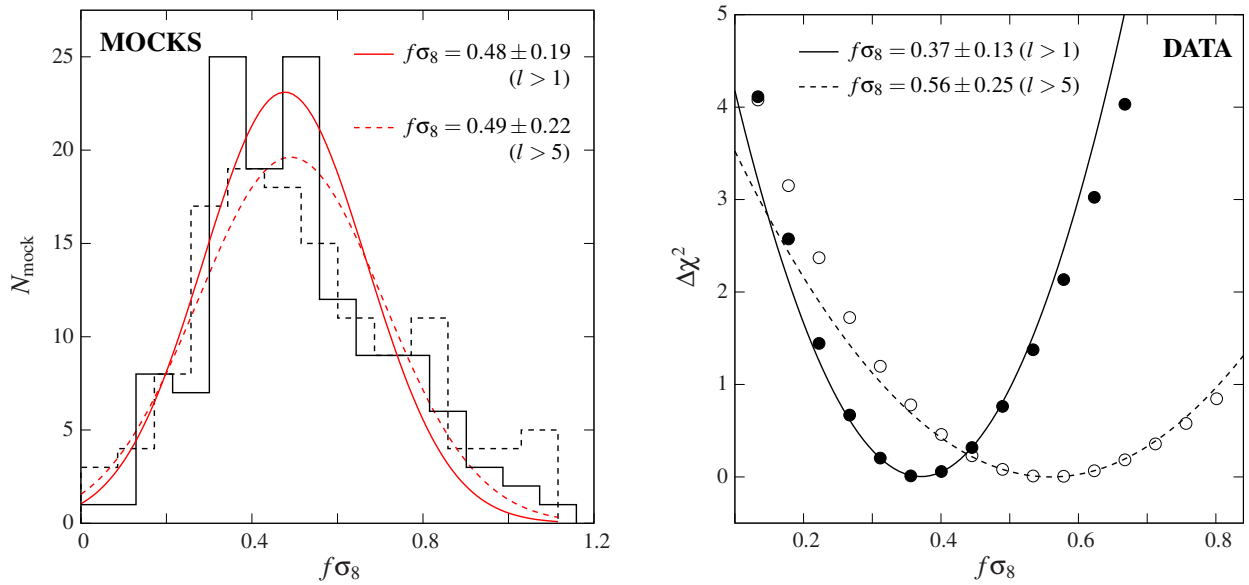 MOCKS
fσ₈ = 0.48 ± 0.19
(l > 1)
fσ₈ = 0.49 ± 0.22
(l > 5)
25
20
15
10
5
0
N_mock
0 0.4 0.8 1.2
fσ₈
DATA
fσ₈ = 0.37 ± 0.13 (l > 1)
fσ₈ = 0.56 ± 0.25 (l > 5)
5
4
3
2
1
0
Δχ²
0.2 0.4 0.6 0.8
fσ₈